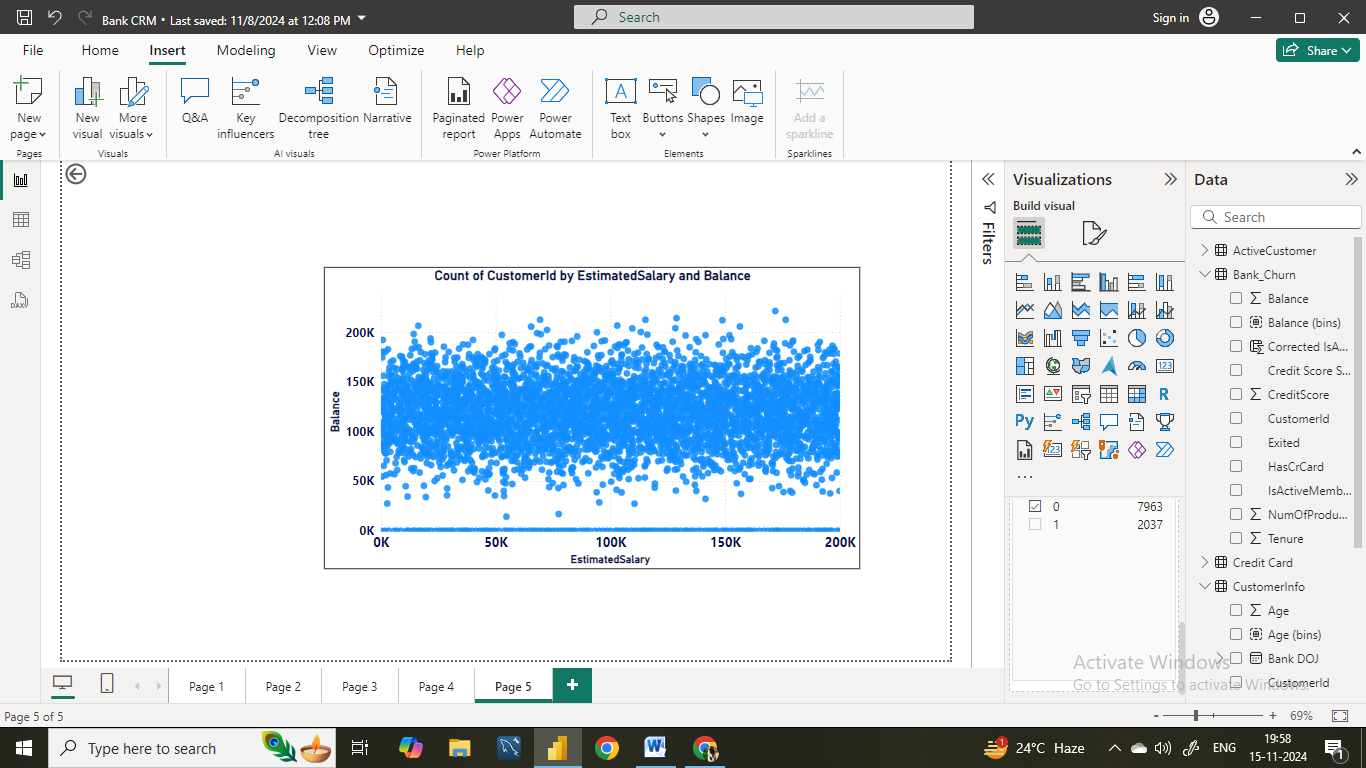 Bank CRM • Last saved: 11/8/2024 at 12:08 PM
Search
Sign in
File
Home
Insert
Modeling
View
Optimize
Help
Share
New page
New visual
More visuals
Q&A
Key influencers
Decomposition tree
Narrative
Paginated report
Power Apps
Power Automate
Text box
Buttons
Shapes
Image
Add a sparkline
Pages
Visuals
AI visuals
Power Platform
Elements
Sparklines
DAX
Count of CustomerId by EstimatedSalary and Balance
Balance
200K
150K
100K
50K
0K
0K 50K 100K 150K 200K
EstimatedSalary
Filters
Visualizations
Build visual
123
R
Py
123
...
0 7963
1 2037
Data
Search
ActiveCustomer
Bank_Churn
Balance
Balance (bins)
Corrected IsA...
Credit Score S...
CreditScore
CustomerId
Exited
HasCrCard
IsActiveMemb...
NumOfProdu...
Tenure
Credit Card
CustomerInfo
Age
Age (bins)
Bank DOJ
CustomerId
Activate Windows
Go to Settings to activate Windows.
Page 1
Page 2
Page 3
Page 4
Page 5
+
Page 5 of 5
- + 69%
Type here to search
24°C Haze
ENG
19:58
15-11-2024
1
1